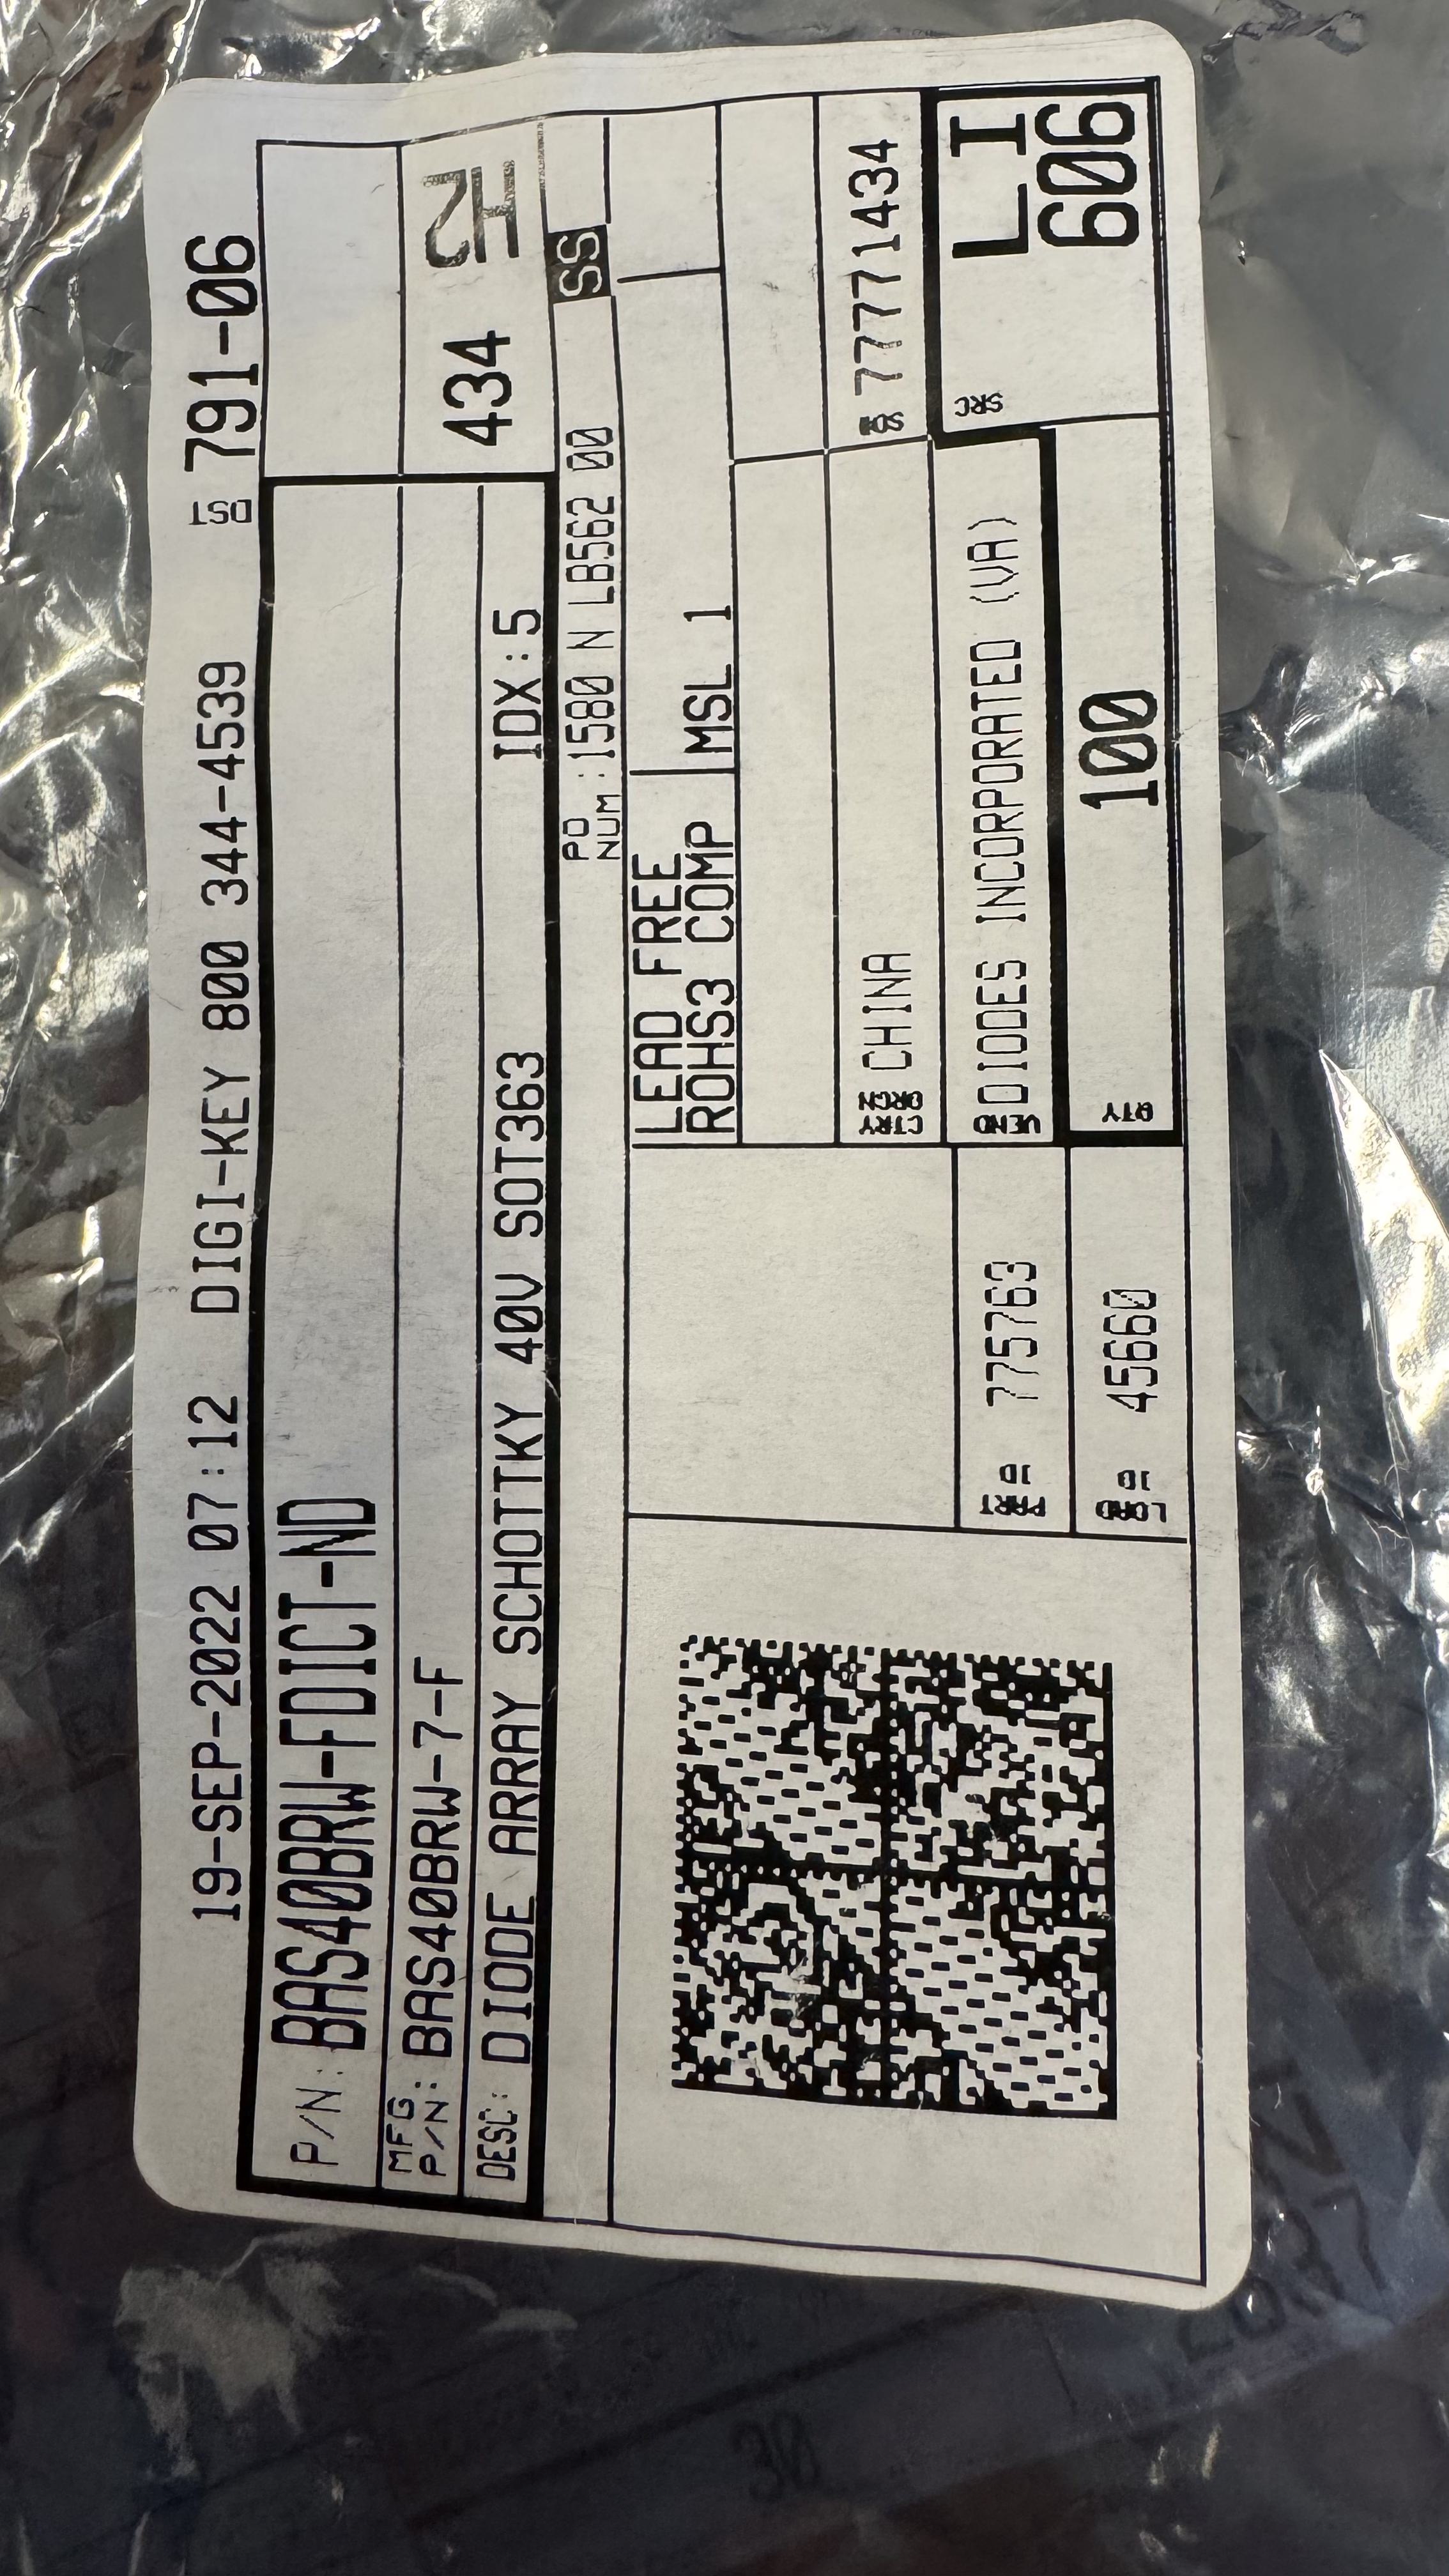 19-SEP-2022 07:12 DIGI-KEY 800 344-4539 DST 791-06
P/N: BAS40BRW-FDICT-ND
MFG P/N: BAS40BRW-7-F
434 H2
DESC: DIODE ARRAY SCHOTTKY 40V SOT363 IDX:5
PO NUM: 1580 N LB562 00 SS
LEAD FREE
ROHS3 COMP MSL 1
CTRY ORGN CHINA
77771434
PART ID 775763
VEND DIODES INCORPORATED (VA)
LOAD ID 45660
QTY 100
SRC LI
606
30